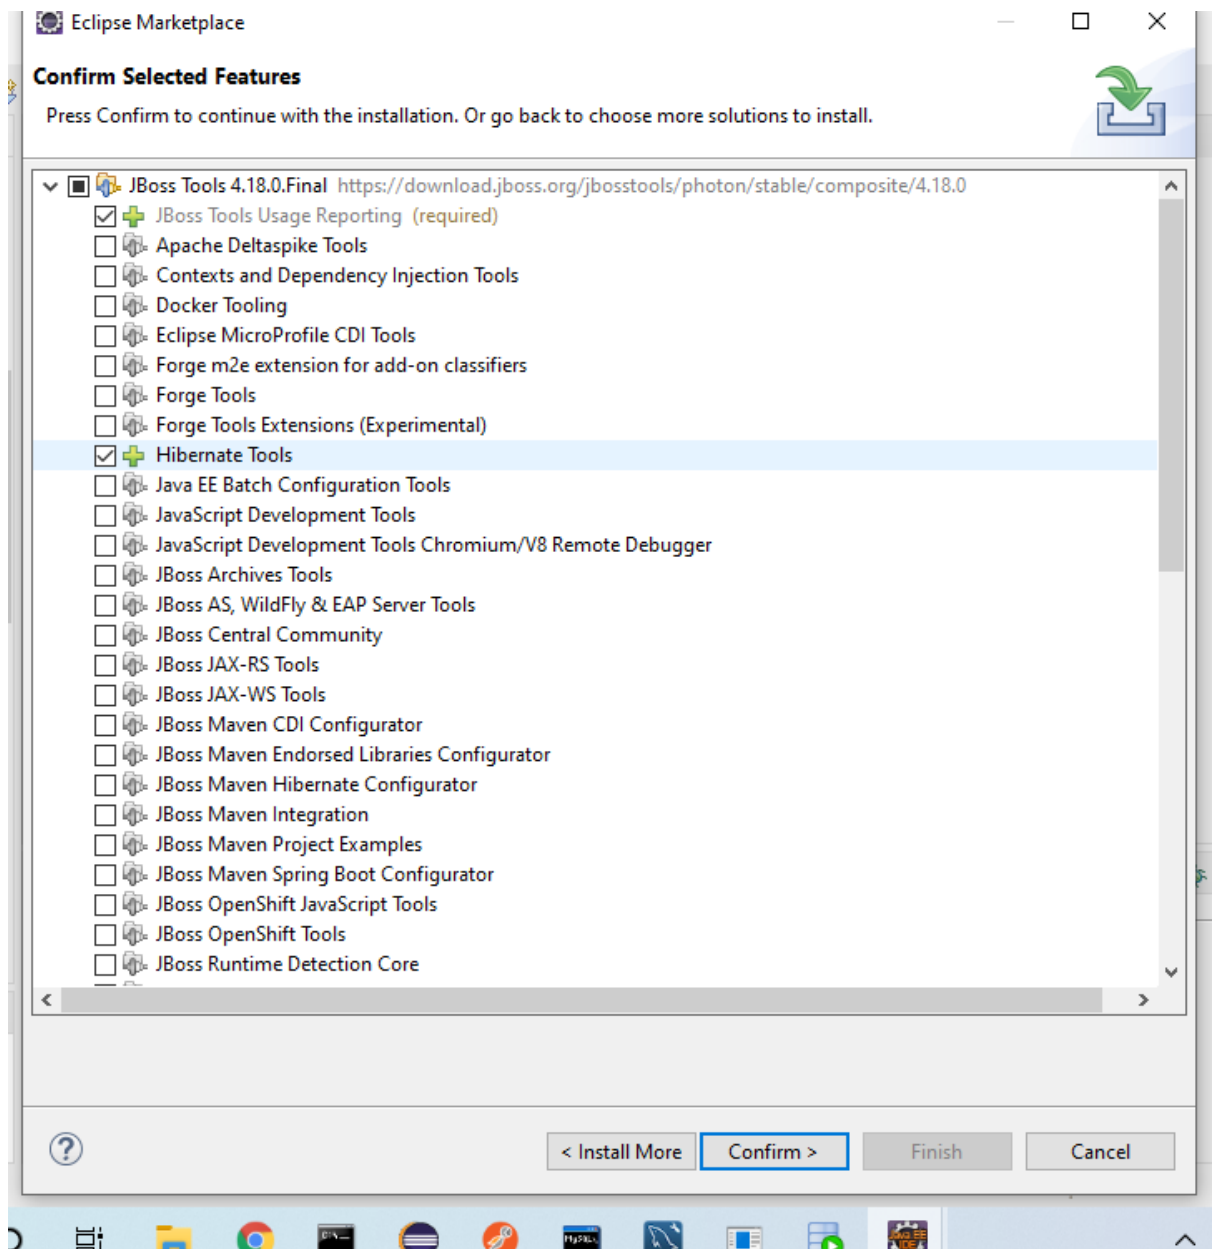 Eclipse Marketplace
Confirm Selected Features
Press Confirm to continue with the installation. Or go back to choose more solutions to install.
JBoss Tools 4.18.0.Final https://download.jboss.org/jbosstools/photon/stable/composite/4.18.0
JBoss Tools Usage Reporting (required)
Apache Deltaspike Tools
Contexts and Dependency Injection Tools
Docker Tooling
Eclipse MicroProfile CDI Tools
Forge m2e extension for add-on classifiers
Forge Tools
Forge Tools Extensions (Experimental)
Hibernate Tools
Java EE Batch Configuration Tools
JavaScript Development Tools
JavaScript Development Tools Chromium/V8 Remote Debugger
JBoss Archives Tools
JBoss AS, WildFly & EAP Server Tools
JBoss Central Community
JBoss JAX-RS Tools
JBoss JAX-WS Tools
JBoss Maven CDI Configurator
JBoss Maven Endorsed Libraries Configurator
JBoss Maven Hibernate Configurator
JBoss Maven Integration
JBoss Maven Project Examples
JBoss Maven Spring Boot Configurator
JBoss OpenShift JavaScript Tools
JBoss OpenShift Tools
JBoss Runtime Detection Core
< Install More Confirm > Finish Cancel